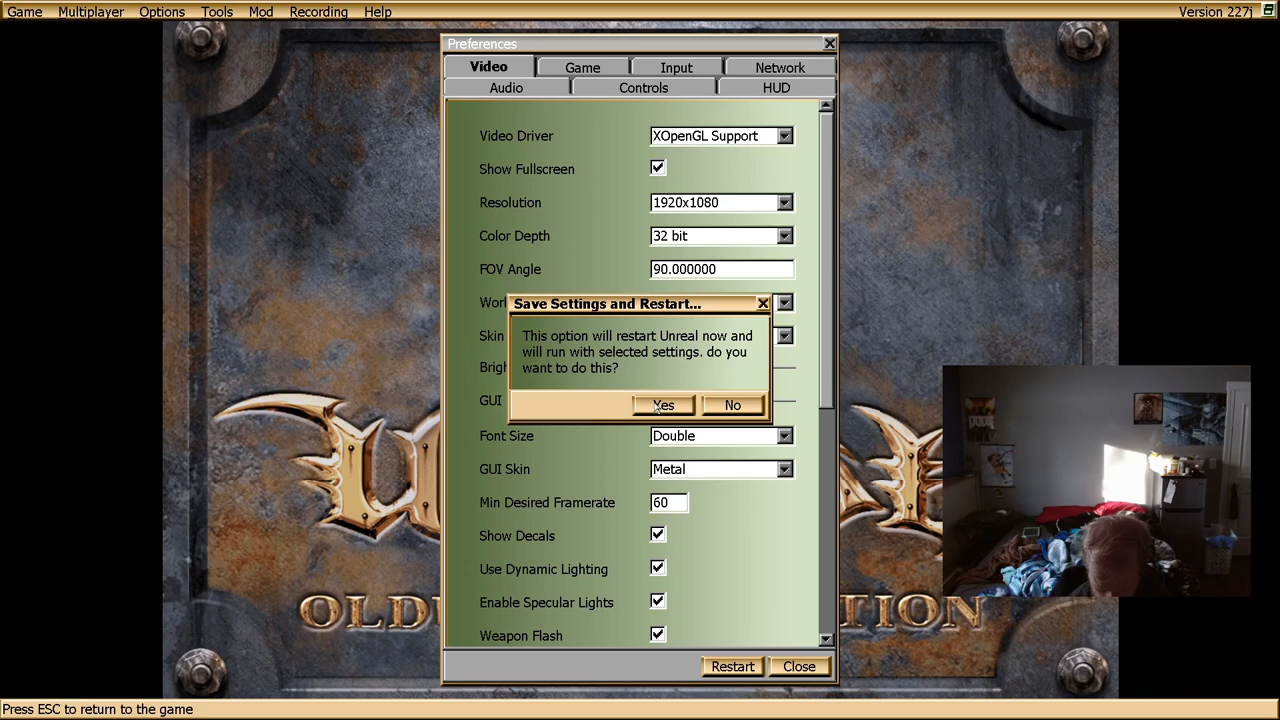 Game Multiplayer Options Tools Mod Recording Help Version 227j
Preferences
Video Game Input Network
Audio Controls HUD
Video Driver XOpenGL Support
Show Fullscreen
Resolution 1920x1080
Color Depth 32 bit
FOV Angle 90.000000
Save Settings and Restart...
Skin
This option will restart Unreal now and
will run with selected settings. do you
want to do this?
Yes No
GUI
Font Size Double
GUI Skin Metal
Min Desired Framerate 60
Show Decals
Use Dynamic Lighting
Enable Specular Lights
Weapon Flash
Restart Close
Press ESC to return to the game